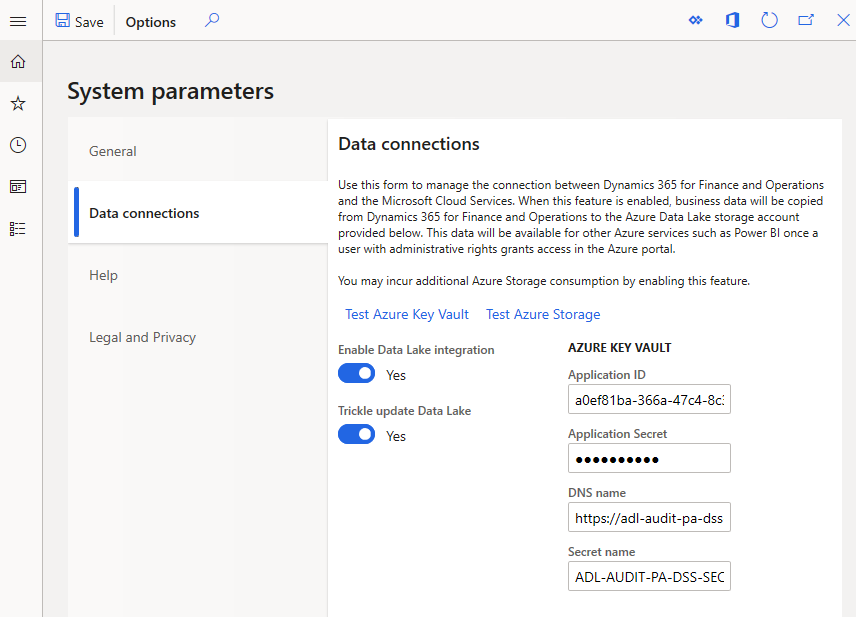 Save
Options
System parameters
General
Data connections
Help
Legal and Privacy
Data connections
Use this form to manage the connection between Dynamics 365 for Finance and Operations
and the Microsoft Cloud Services. When this feature is enabled, business data will be copied
from Dynamics 365 for Finance and Operations to the Azure Data Lake storage account
provided below. This data will be available for other Azure services such as Power BI once a
user with administrative rights grants access in the Azure portal.
You may incur additional Azure Storage consumption by enabling this feature.
Test Azure Key Vault
Test Azure Storage
Enable Data Lake integration
Yes
Trickle update Data Lake
Yes
AZURE KEY VAULT
Application ID
a0ef81ba-366a-47c4-8c3
Application Secret
●●●●●●●●●●
DNS name
https://adl-audit-pa-dss
Secret name
ADL-AUDIT-PA-DSS-SEC